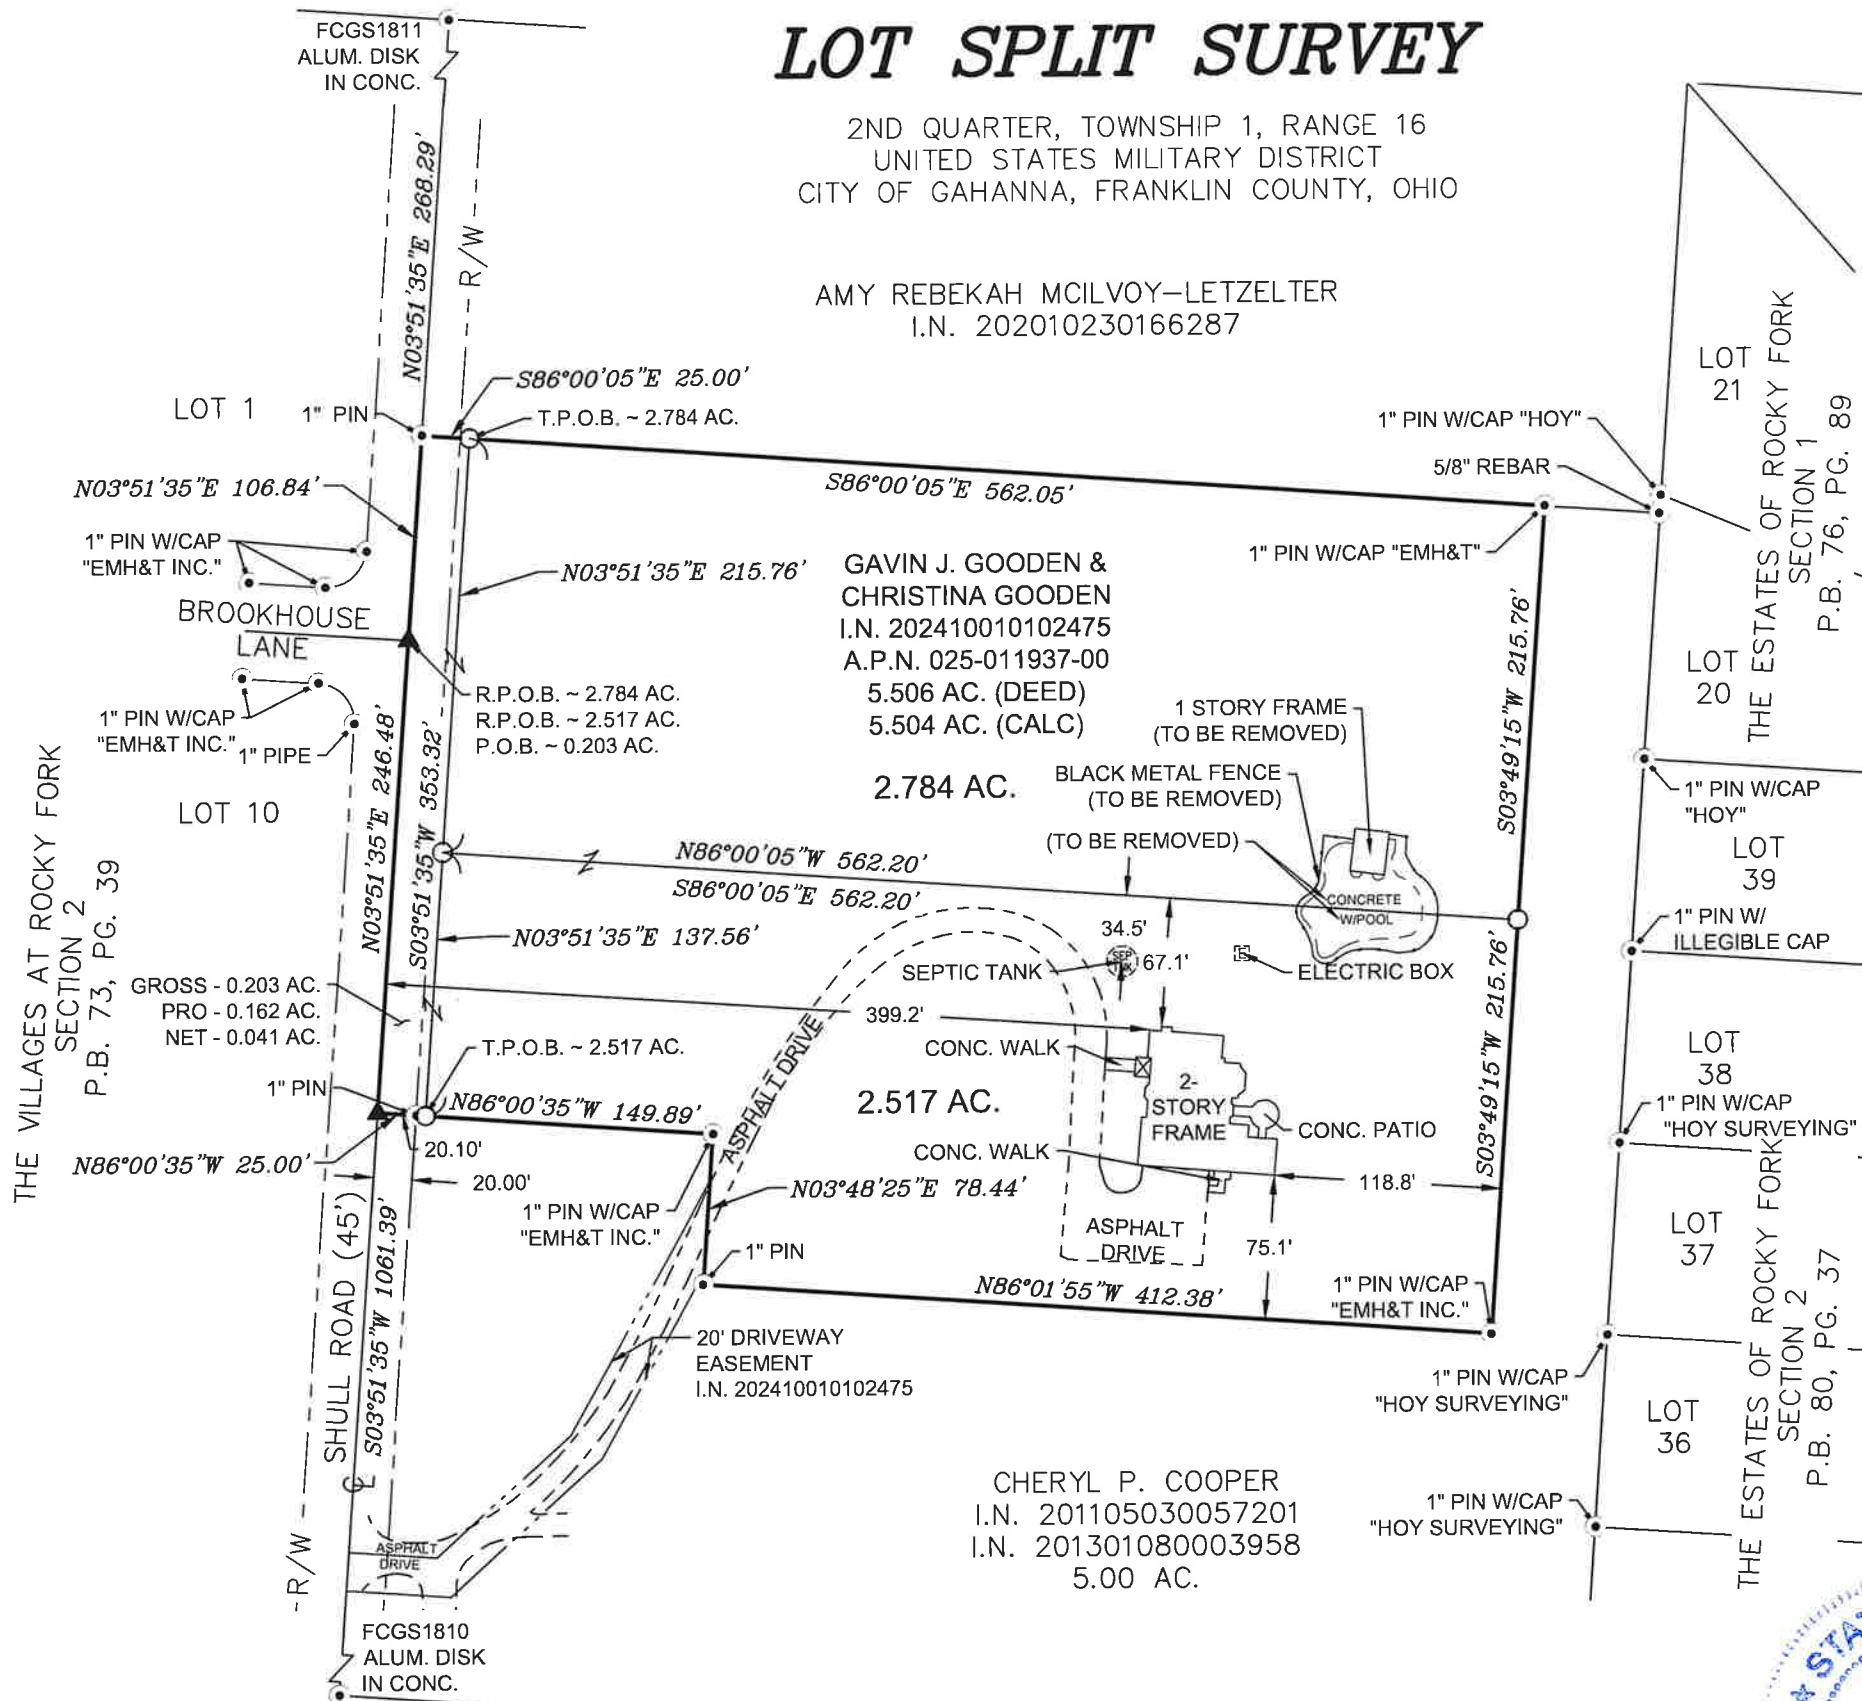 LOT SPLIT SURVEY
2ND QUARTER, TOWNSHIP 1, RANGE 16
UNITED STATES MILITARY DISTRICT
CITY OF GAHANNA, FRANKLIN COUNTY, OHIO
FCGS1811
ALUM. DISK
IN CONC.
N03°51'35"E 268.29'
R/W
AMY REBEKAH MCILVOY-LETZELTER
I.N. 202010230166287
S86°00'05"E 25.00'
LOT 1
1" PIN
T.P.O.B. ~ 2.784 AC.
1" PIN W/CAP "HOY"
5/8" REBAR
LOT
21
THE ESTATES OF ROCKY FORK
SECTION 1
P.B. 76, PG. 89
N03°51'35"E 106.84'
S86°00'05"E 562.05'
1" PIN W/CAP
"EMH&T INC."
1" PIN W/CAP "EMH&T"
N03°51'35"E 215.76'
BROOKHOUSE
LANE
GAVIN J. GOODEN &
CHRISTINA GOODEN
I.N. 202410010102475
A.P.N. 025-011937-00
5.506 AC. (DEED)
5.504 AC. (CALC)
S03°49'15"W 215.76'
LOT
20
R.P.O.B. ~ 2.784 AC.
R.P.O.B. ~ 2.517 AC.
P.O.B. ~ 0.203 AC.
1" PIN W/CAP
"EMH&T INC."
1" PIPE
1 STORY FRAME
(TO BE REMOVED)
2.784 AC.
BLACK METAL FENCE
(TO BE REMOVED)
(TO BE REMOVED)
1" PIN W/CAP
"HOY"
LOT 10
THE VILLAGES AT ROCKY FORK
SECTION 2
P.B. 73, PG. 39
N03°51'35"E 246.48'
S03°51'35"W 353.32'
N86°00'05"W 562.20'
S86°00'05"E 562.20'
CONCRETE
W/POOL
LOT
39
1" PIN W/
ILLEGIBLE CAP
N03°51'35"E 137.56'
34.5'
SEP
TNK
67.1'
SEPTIC TANK
ELECTRIC BOX
E
GROSS - 0.203 AC.
PRO - 0.162 AC.
NET - 0.041 AC.
399.2'
ASPHALT DRIVE
T.P.O.B. ~ 2.517 AC.
CONC. WALK
LOT
38
1" PIN
N86°00'35"W 149.89'
2.517 AC.
2-
STORY
FRAME
CONC. PATIO
S03°49'15"W 215.76'
1" PIN W/CAP
"HOY SURVEYING"
20.10'
N86°00'35"W 25.00'
20.00'
CONC. WALK
118.8'
N03°48'25"E 78.44'
1" PIN W/CAP
"EMH&T INC."
ASPHALT
DRIVE
75.1'
LOT
37
1" PIN
N86°01'55"W 412.38'
1" PIN W/CAP
"EMH&T INC."
SHULL ROAD (45')
S03°51'35"W 1061.39'
20' DRIVEWAY
EASEMENT
I.N. 202410010102475
1" PIN W/CAP
"HOY SURVEYING"
LOT
36
THE ESTATES OF ROCKY FORK
SECTION 2
P.B. 80, PG. 37
CHERYL P. COOPER
I.N. 201105030057201
I.N. 201301080003958
5.00 AC.
1" PIN W/CAP
"HOY SURVEYING"
R/W
ASPHALT
DRIVE
FCGS1810
ALUM. DISK
IN CONC.